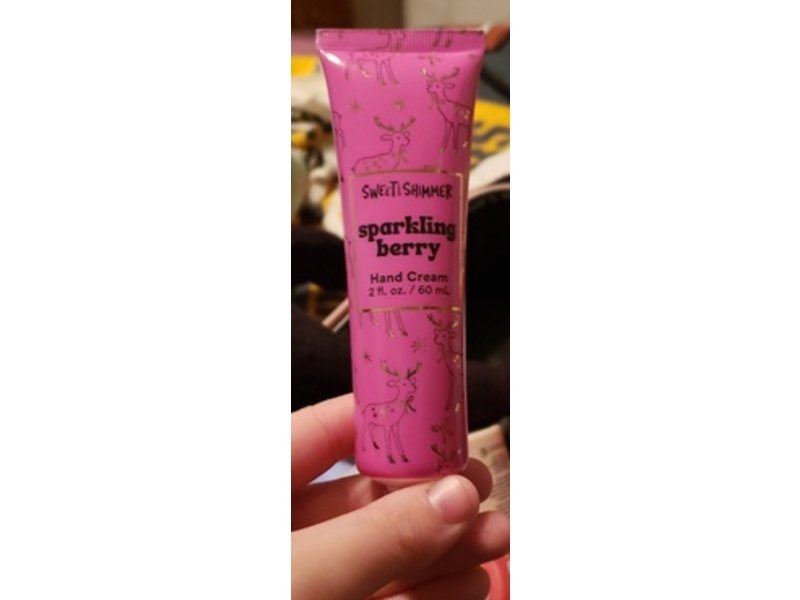 SWEET & SHIMMER
sparkling
berry
Hand Cream
2 fl. oz. / 60 mL